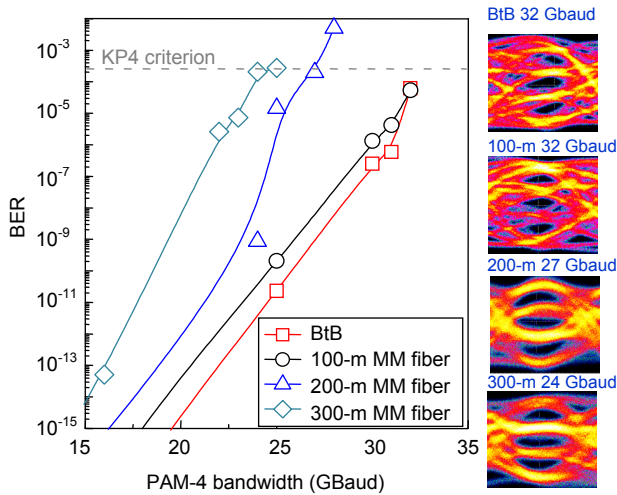 BER
10^-3
10^-5
10^-7
10^-9
10^-11
10^-13
10^-15
KP4 criterion
BtB
100-m MM fiber
200-m MM fiber
300-m MM fiber
15 20 25 30 35
PAM-4 bandwidth (GBaud)
BtB 32 Gbaud
100-m 32 Gbaud
200-m 27 Gbaud
300-m 24 Gbaud